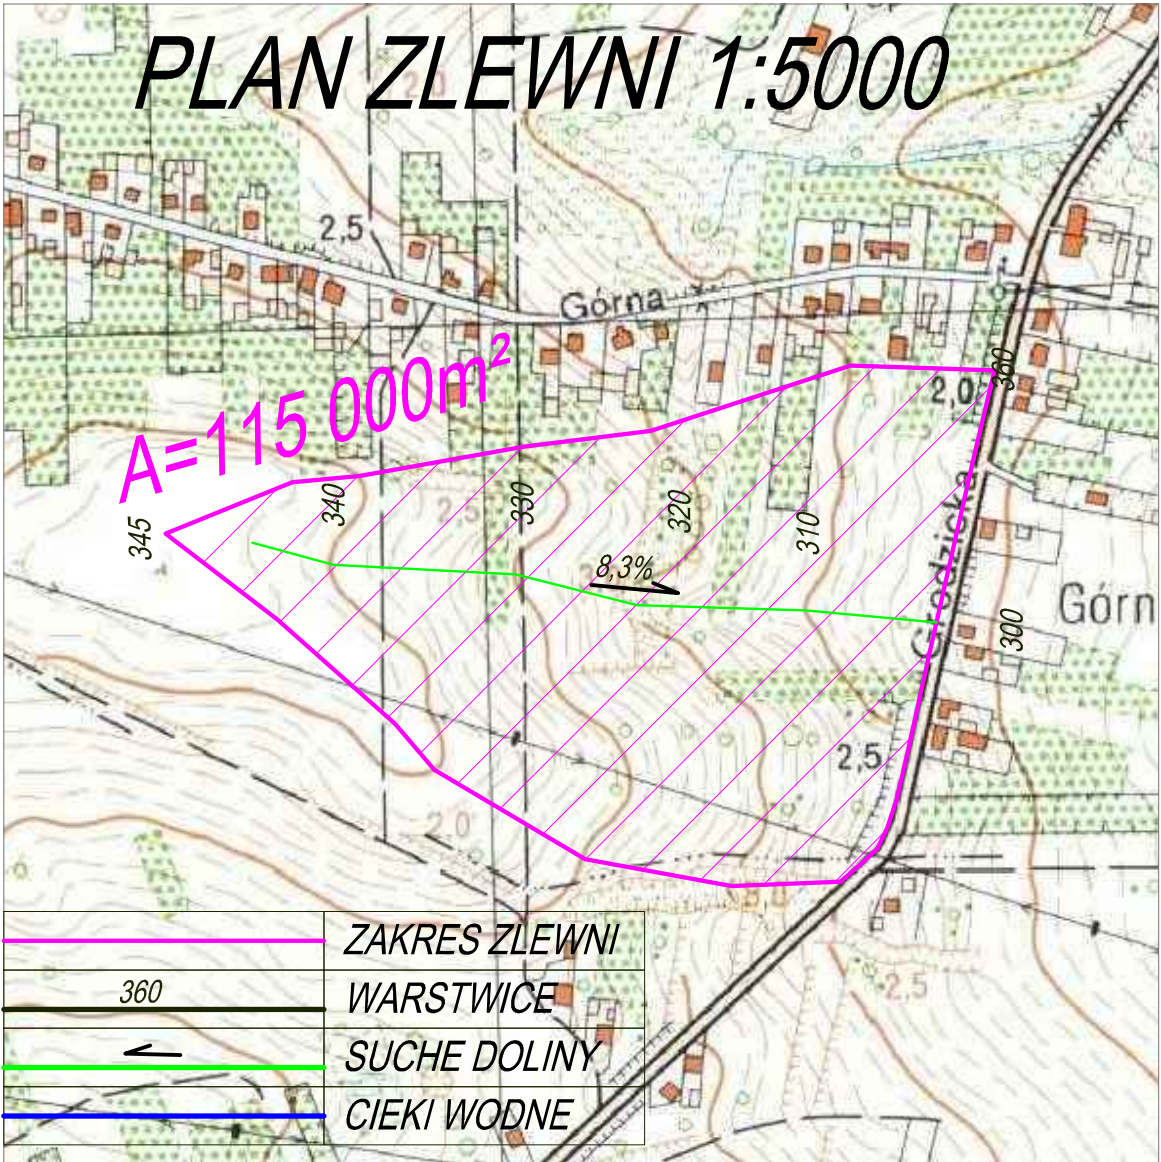 PLAN ZLEWNI 1:5000
2,5
Górna
A=115 000m²
2,0
360
345
340
2.5
330
320
310
8,3%
Grodzicka
Górn
300
2,5
2.0
2.5
ZAKRES ZLEWNI
360
WARSTWICE
SUCHE DOLINY
CIEKI WODNE